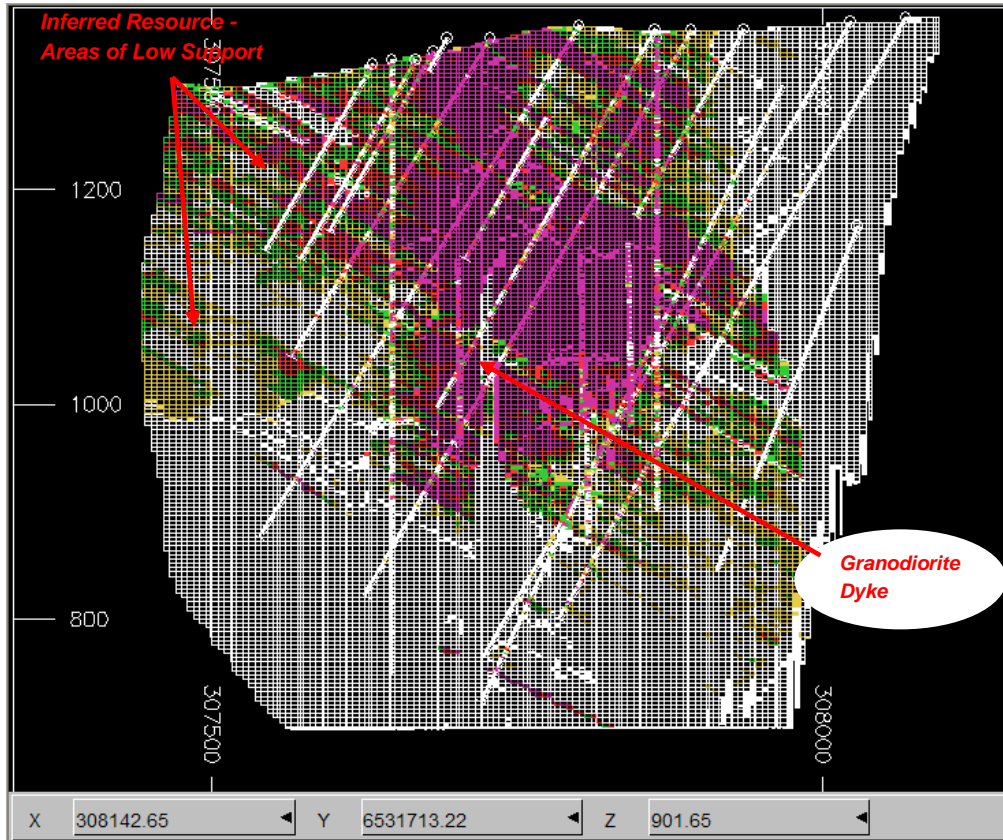 Inferred Resource -
Areas of Low Support
307500
1200
1000
800
Granodiorite
Dyke
307500
308000
X 308142.65 Y 6531713.22 Z 901.65